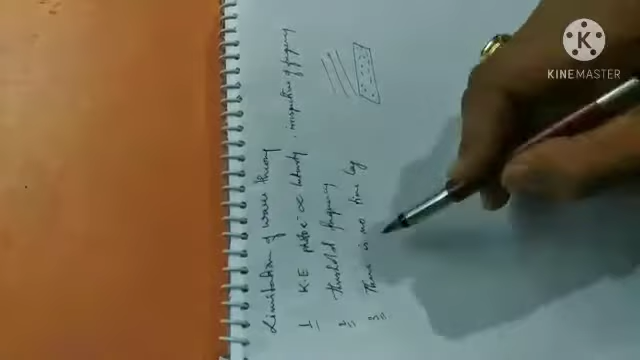 Limitation of wave theory
1 K.E photoe⁻ ∝ Intensity, irrespective of frequency
2 Threshold frequency
3 There is no time lag
K
KINEMASTER